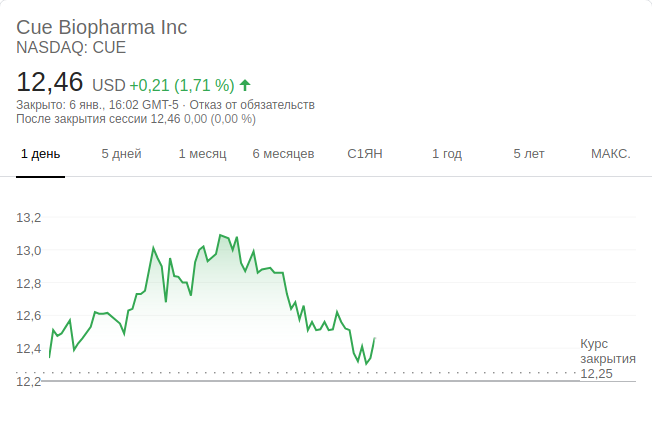 Cue Biopharma Inc
NASDAQ: CUE
12,46 USD +0,21 (1,71 %)
Закрыто: 6 янв., 16:02 GMT-5 · Отказ от обязательств
После закрытия сессии 12,46 0,00 (0,00 %)
1 день 5 дней 1 месяц 6 месяцев С1ЯН 1 год 5 лет МАКС.
13,2
13,0
12,8
12,6
12,4
12,2
Курс
закрытия
12,25